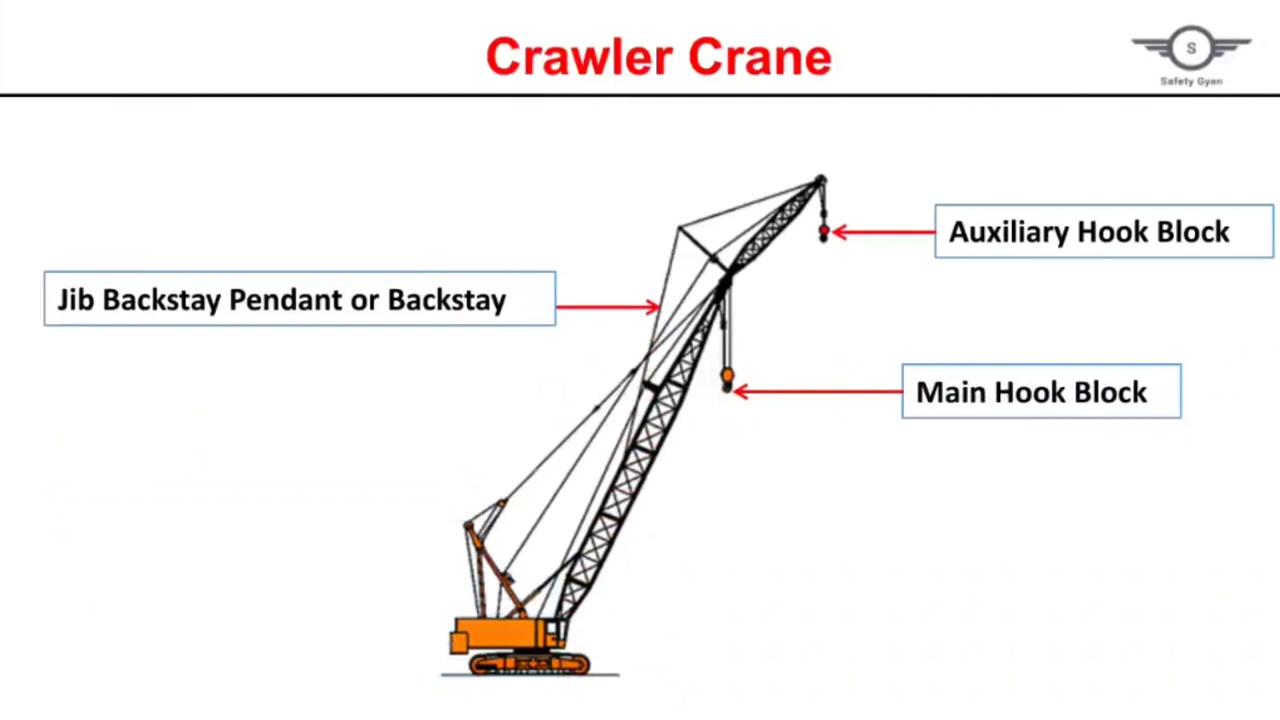 Crawler Crane
S
Safety Gyan
Auxiliary Hook Block
Jib Backstay Pendant or Backstay
Main Hook Block